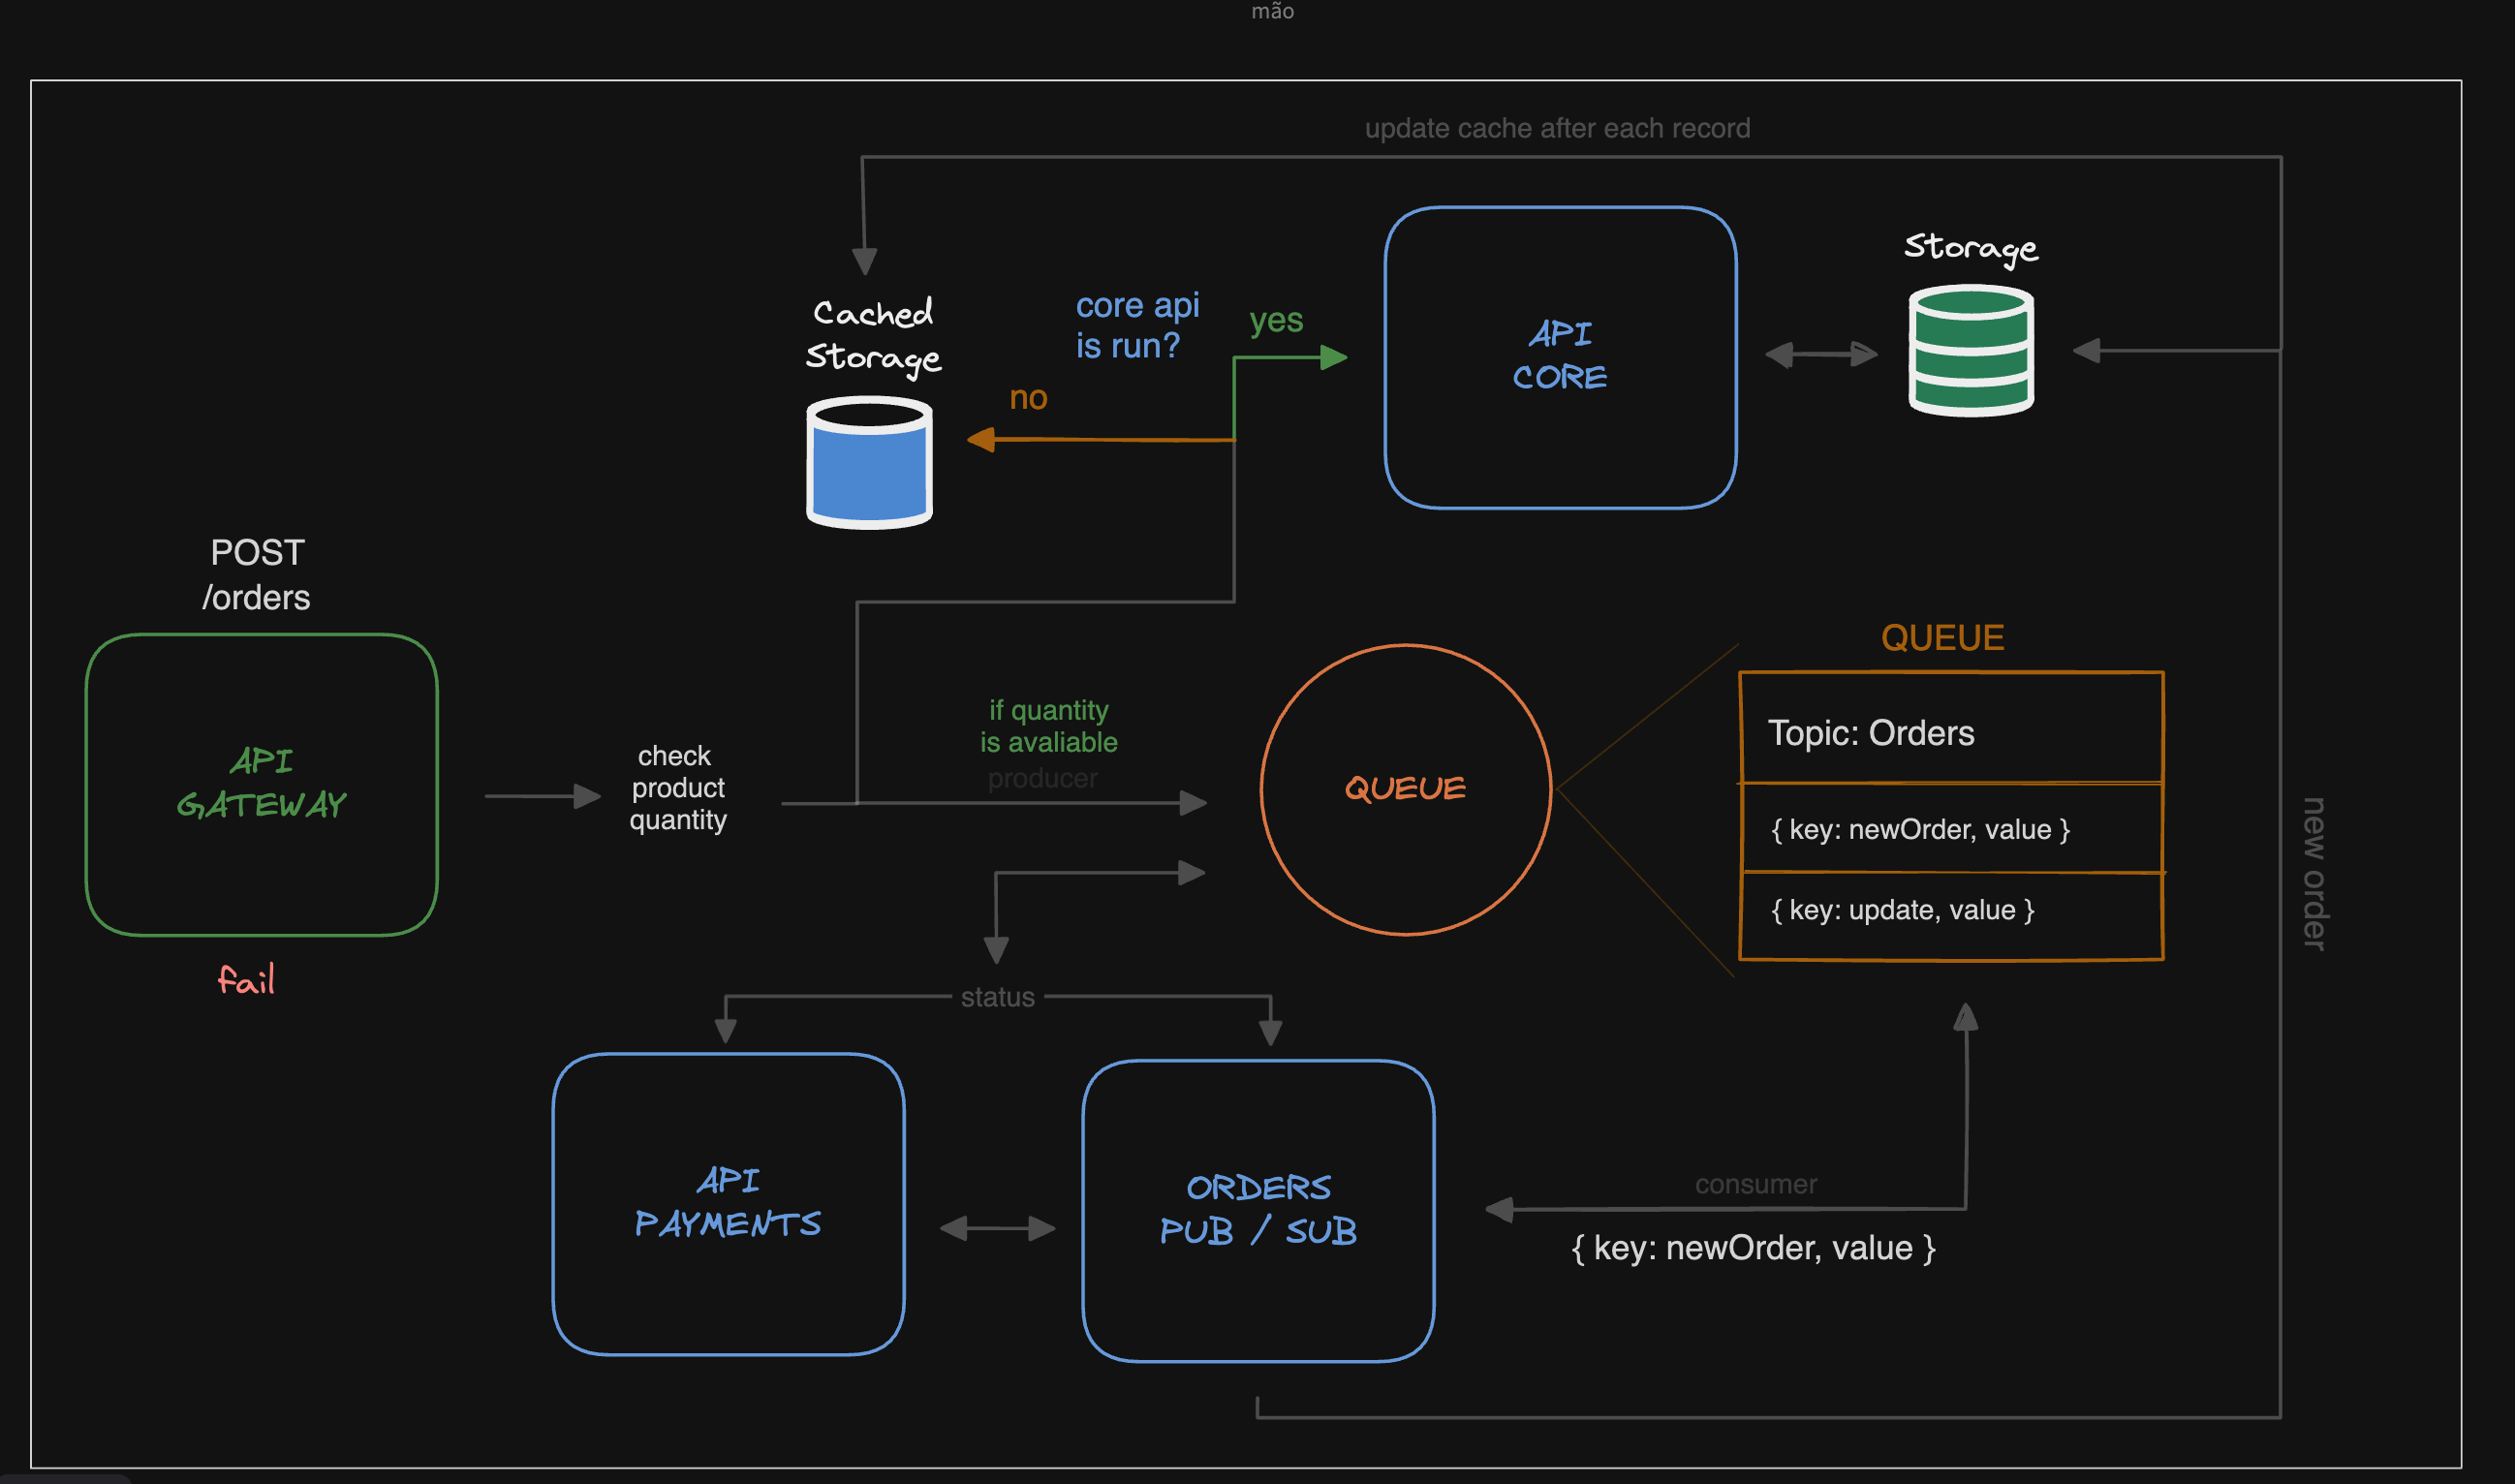 mão
update cache after each record
Storage
Cached
Storage
core api
is run?
yes
no
API
CORE
POST
/orders
API
GATEWAY
fail
check
product
quantity
if quantity
is avaliable
producer
QUEUE
QUEUE
Topic: Orders
{ key: newOrder, value }
{ key: update, value }
new order
status
API
PAYMENTS
ORDERS
PUB / SUB
consumer
{ key: newOrder, value }